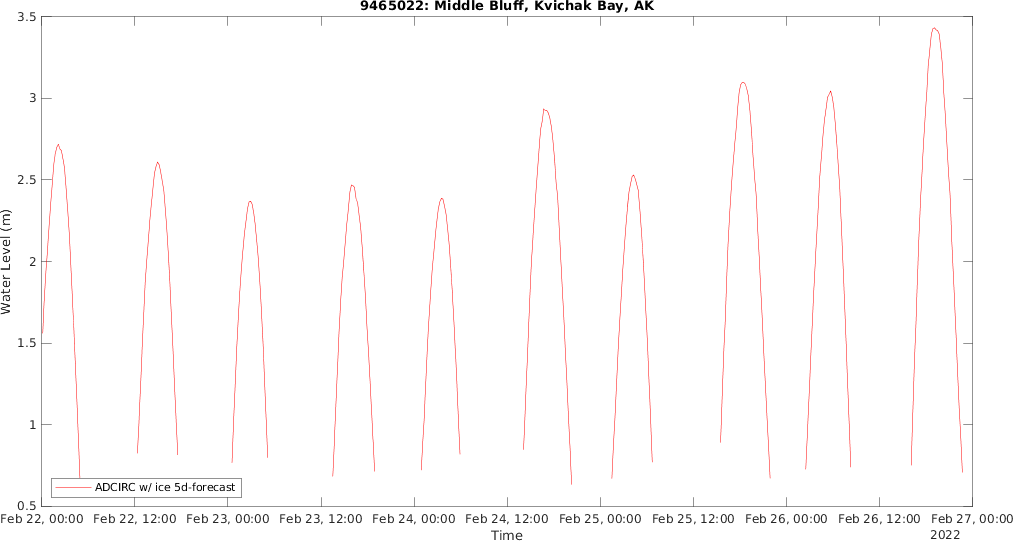 9465022: Middle Bluff, Kvichak Bay, AK
3.5
3
2.5
2
1.5
1
0.5
Water Level (m)
ADCIRC w/ ice 5d-forecast
Feb 22, 00:00 Feb 22, 12:00 Feb 23, 00:00 Feb 23, 12:00 Feb 24, 00:00 Feb 24, 12:00 Feb 25, 00:00 Feb 25, 12:00 Feb 26, 00:00 Feb 26, 12:00 Feb 27, 00:00
Time
2022